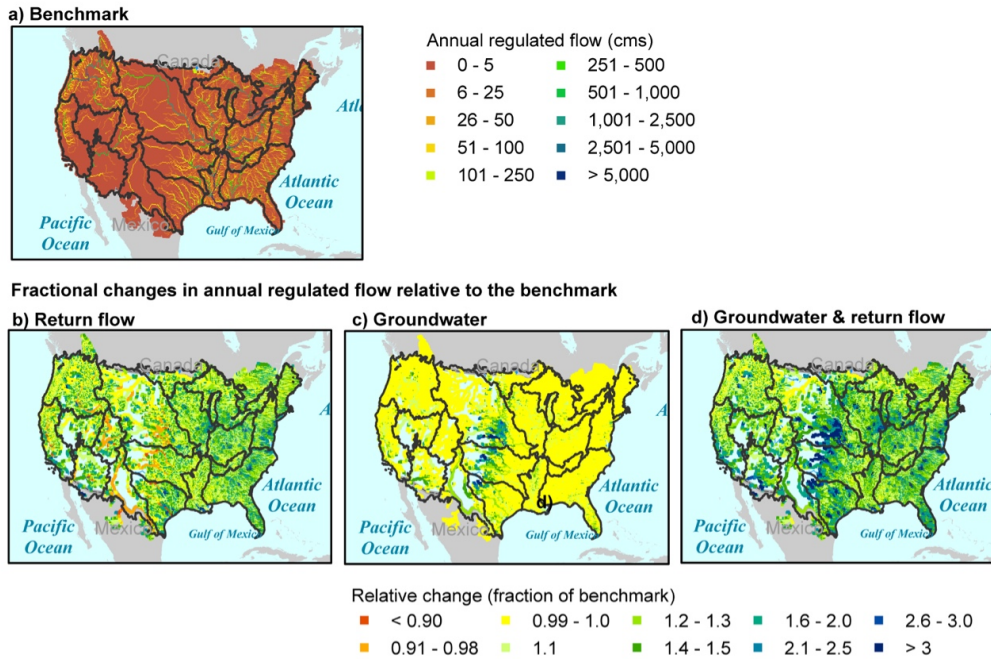 a) Benchmark
Canada
Atl
Atlantic
Ocean
Pacific
Ocean
Mexico
Gulf of Mexic
Annual regulated flow (cms)
0 - 5
6 - 25
26 - 50
51 - 100
101 - 250
251 - 500
501 - 1,000
1,001 - 2,500
2,501 - 5,000
> 5,000
Fractional changes in annual regulated flow relative to the benchmark
b) Return flow
Canada
A
Atlantic
Ocean
Pacific
Ocean
Mexico
Gulf of Mexico
c) Groundwater
Canada
A
d)
Atlantic
Ocean
Pacific
Ocean
Mexico
Gulf of Mexico
d) Groundwater & return flow
Canada
Atlantic
Ocean
Pacific
Ocean
Mexico
Gulf of Mexico
Relative change (fraction of benchmark)
< 0.90
0.91 - 0.98
0.99 - 1.0
1.1
1.2 - 1.3
1.4 - 1.5
1.6 - 2.0
2.1 - 2.5
2.6 - 3.0
> 3